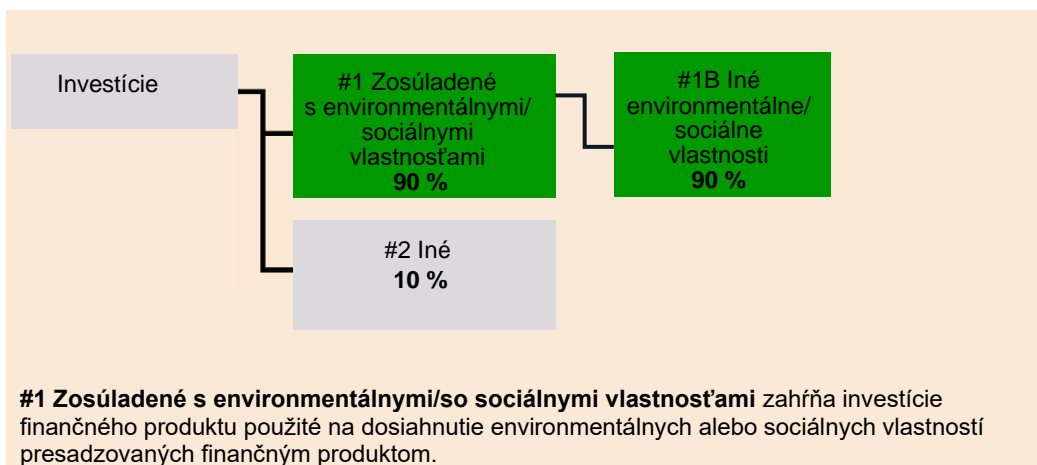 Investície
#1 Zosúladené
s environmentálnymi/
sociálnymi
vlastnosťami
90 %
#1B Iné
environmentálne/
sociálne
vlastnosti
90 %
#2 Iné
10 %
#1 Zosúladené s environmentálnymi/so sociálnymi vlastnosťami zahŕňa investície
finančného produktu použité na dosiahnutie environmentálnych alebo sociálnych vlastností
presadzovaných finančným produktom.